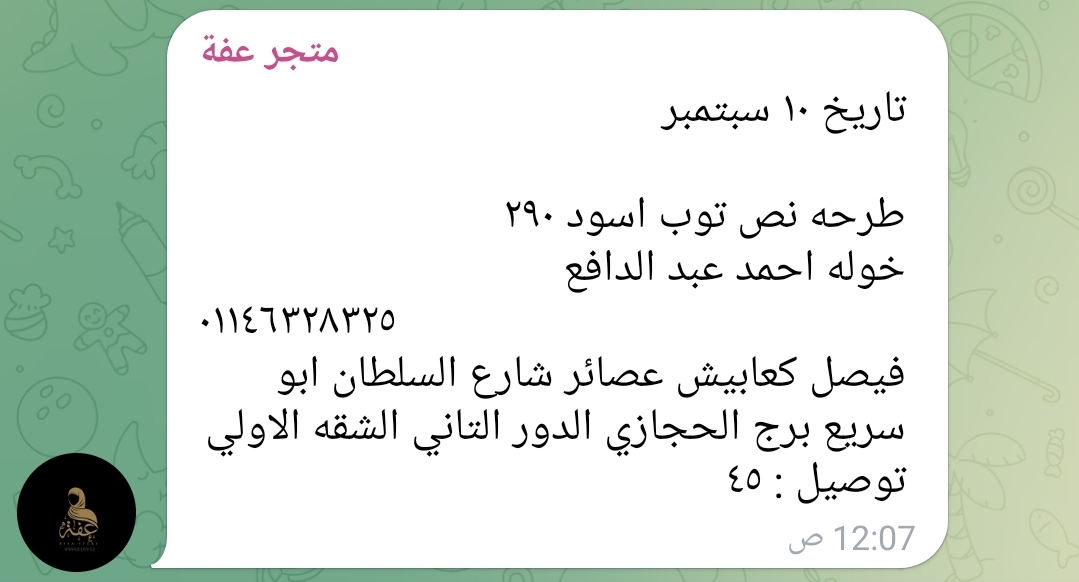 متجر عفة
تاريخ ١٠ سبتمبر
طرحه نص توب اسود ٢٩٠
خوله احمد عبد الدافع
٠١١٤٦٣٢٨٣٢٥
فيصل كعابيش عصائر شارع السلطان ابو
سريع برج الحجازي الدور التاني الشقه الاولي
توصيل : ٤٥
12:07 ص
عفة